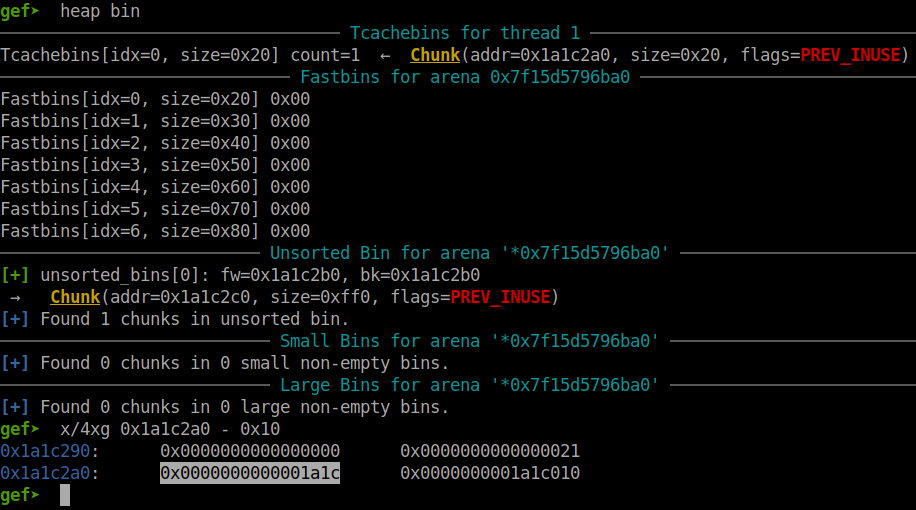 gef➤  heap bin
Tcachebins for thread 1
Tcachebins[idx=0, size=0x20] count=1  ←  Chunk(addr=0x1a1c2a0, size=0x20, flags=PREV_INUSE)
Fastbins for arena 0x7f15d5796ba0
Fastbins[idx=0, size=0x20] 0x00
Fastbins[idx=1, size=0x30] 0x00
Fastbins[idx=2, size=0x40] 0x00
Fastbins[idx=3, size=0x50] 0x00
Fastbins[idx=4, size=0x60] 0x00
Fastbins[idx=5, size=0x70] 0x00
Fastbins[idx=6, size=0x80] 0x00
Unsorted Bin for arena '*0x7f15d5796ba0'
[+] unsorted_bins[0]: fw=0x1a1c2b0, bk=0x1a1c2b0
→   Chunk(addr=0x1a1c2c0, size=0xff0, flags=PREV_INUSE)
[+] Found 1 chunks in unsorted bin.
Small Bins for arena '*0x7f15d5796ba0'
[+] Found 0 chunks in 0 small non-empty bins.
Large Bins for arena '*0x7f15d5796ba0'
[+] Found 0 chunks in 0 large non-empty bins.
gef➤  x/4xg 0x1a1c2a0 - 0x10
0x1a1c290:      0x0000000000000000      0x0000000000000021
0x1a1c2a0:      0x0000000000001a1c      0x0000000001a1c010
gef➤